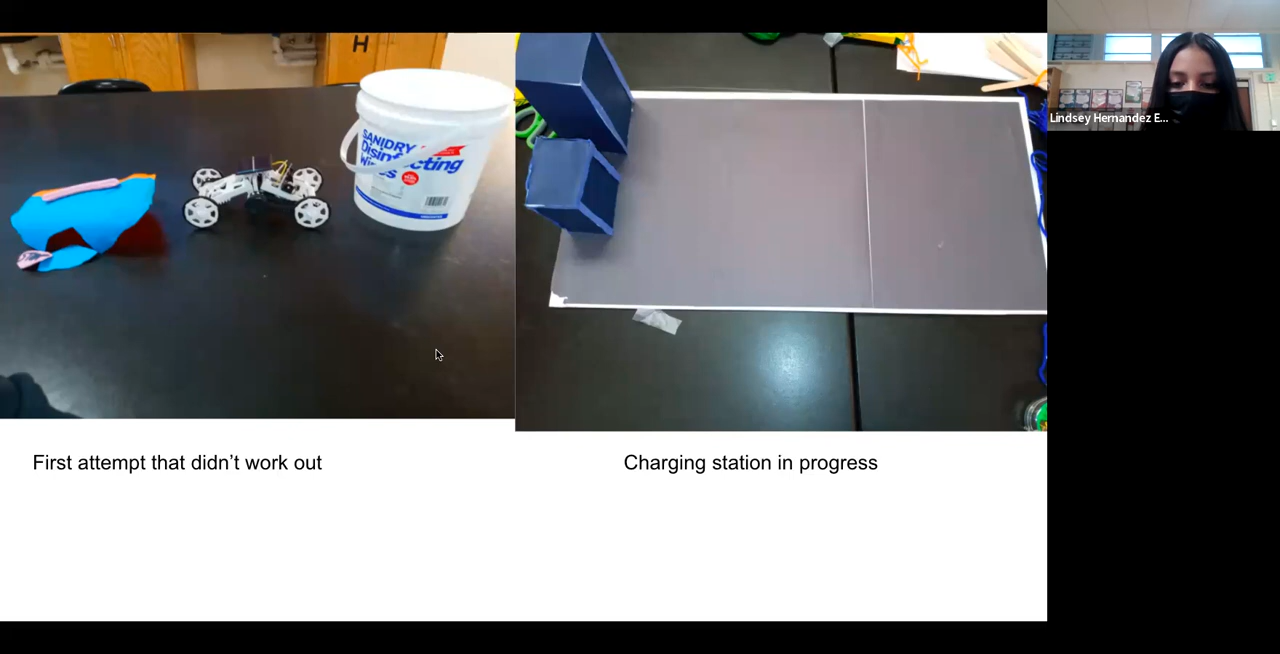 H
SANIDRY
Disinfecting
Wipes
Lindsey Hernandez E...
First attempt that didn’t work out
Charging station in progress